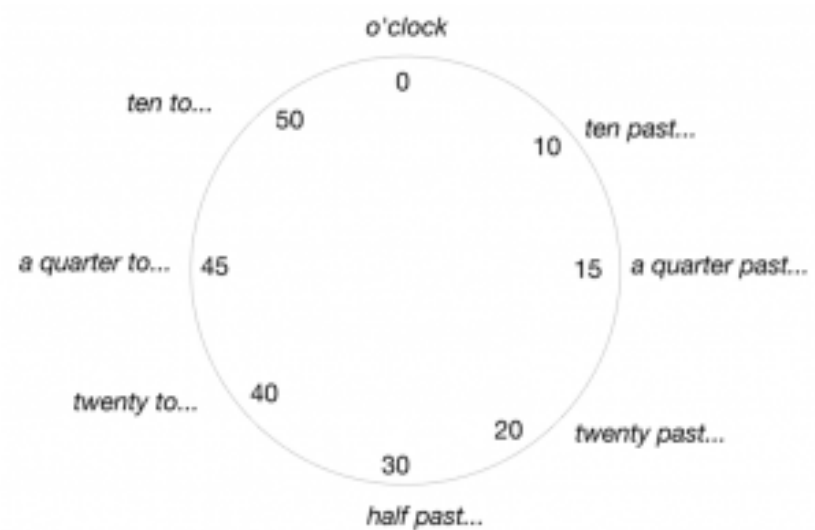 o'clock
0
ten to...
50
10
ten past...
a quarter to...
45
15
a quarter past...
twenty to...
40
20
twenty past...
30
half past...